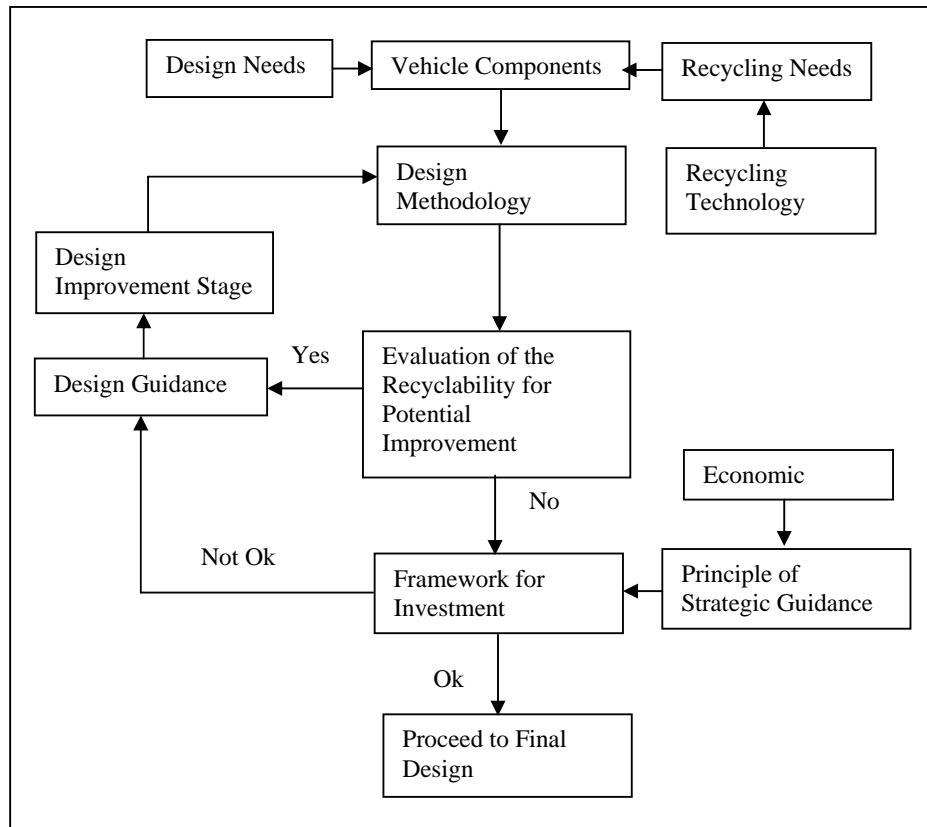 Design Needs
Vehicle Components
Recycling Needs
Design
Methodology
Recycling
Technology
Design
Improvement Stage
Yes
Design Guidance
Evaluation of the
Recyclability for
Potential
Improvement
Economic
No
Not Ok
Framework for
Investment
Principle of
Strategic Guidance
Ok
Proceed to Final
Design